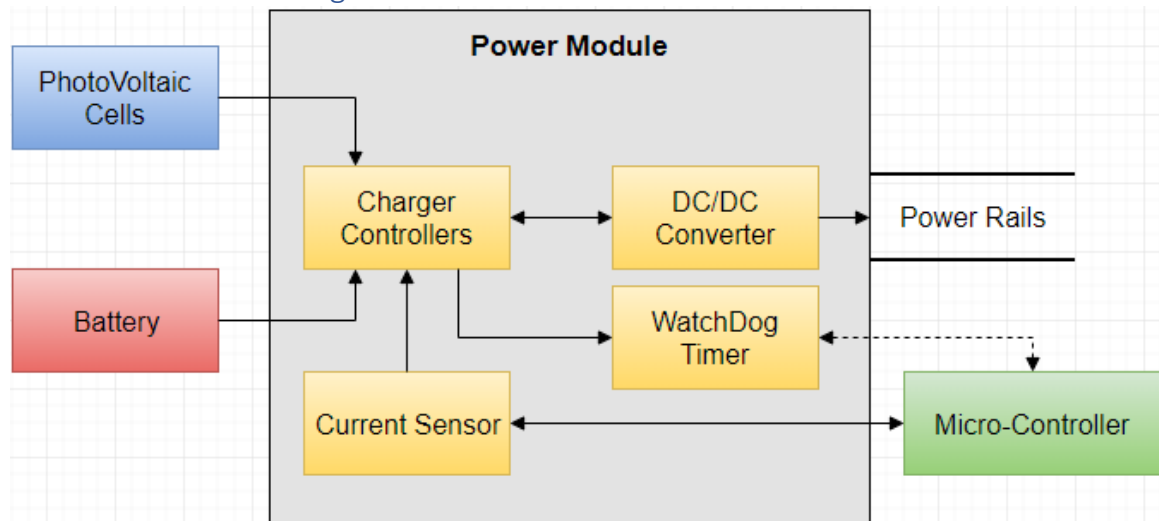 Power Module
PhotoVoltaic
Cells
Charger
Controllers
DC/DC
Converter
Power Rails
Battery
WatchDog
Timer
Current Sensor
Micro-Controller